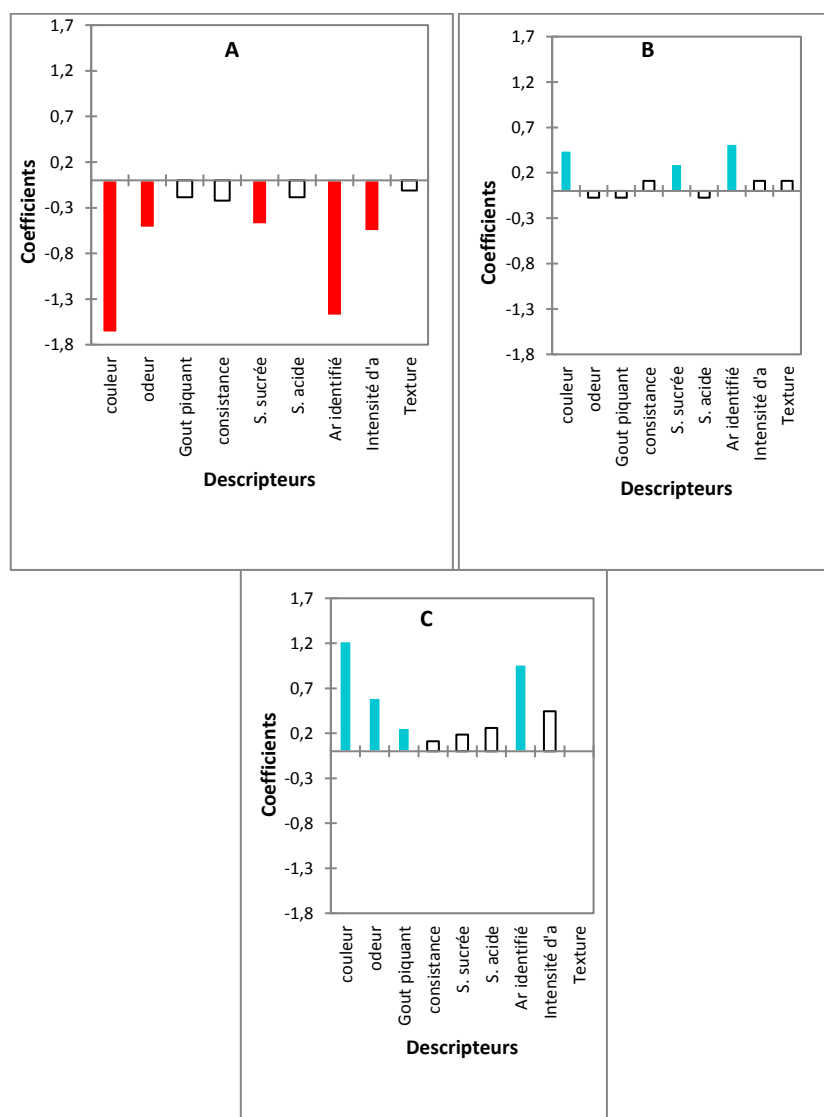 A
1,7
1,2
0,7
0,2
-0,3
-0,8
-1,3
-1,8
Coefficients
couleur
odeur
Gout piquant
consistance
S. sucrée
S. acide
Ar identifié
Intensité d'a
Texture
Descripteurs
B
1,7
1,2
0,7
0,2
-0,3
-0,8
-1,3
-1,8
Coefficients
couleur
odeur
Gout piquant
consistance
S. sucrée
S. acide
Ar identifié
Intensité d'a
Texture
Descripteurs
C
1,7
1,2
0,7
0,2
-0,3
-0,8
-1,3
-1,8
Coefficients
couleur
odeur
Gout piquant
consistance
S. sucrée
S. acide
Ar identifié
Intensité d'a
Texture
Descripteurs